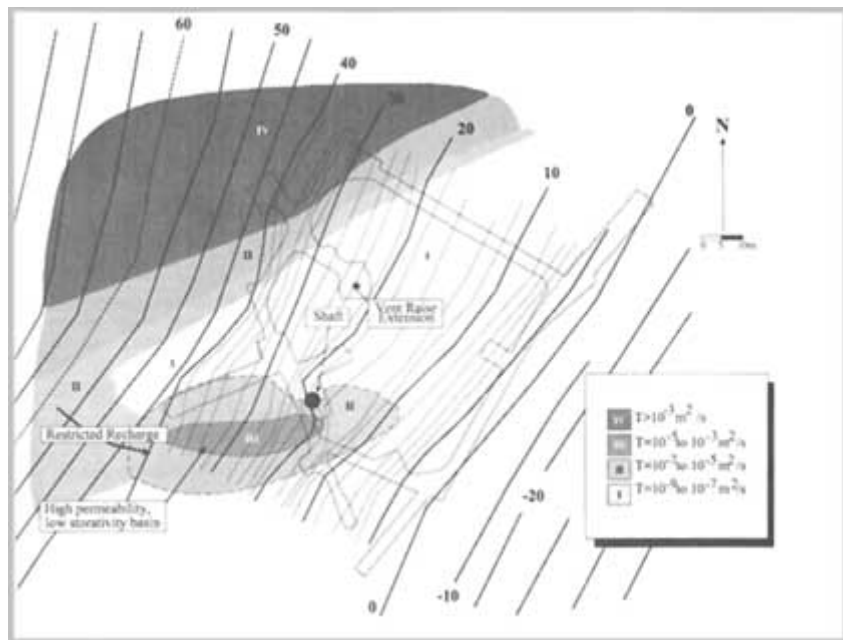 60
50
40
20
10
0
N
IV
II
I
Shaft
Vent Raise
Extension
I
II
II
Restricted Recharge
High permeability,
low storativity basin
T>10⁻³ m² /s
T=10⁻⁵ to 10⁻³ m²/s
II T=10⁻⁷ to 10⁻⁵ m²/s
I T=10⁻⁹ to 10⁻⁷ m²/s
-20
-10
0